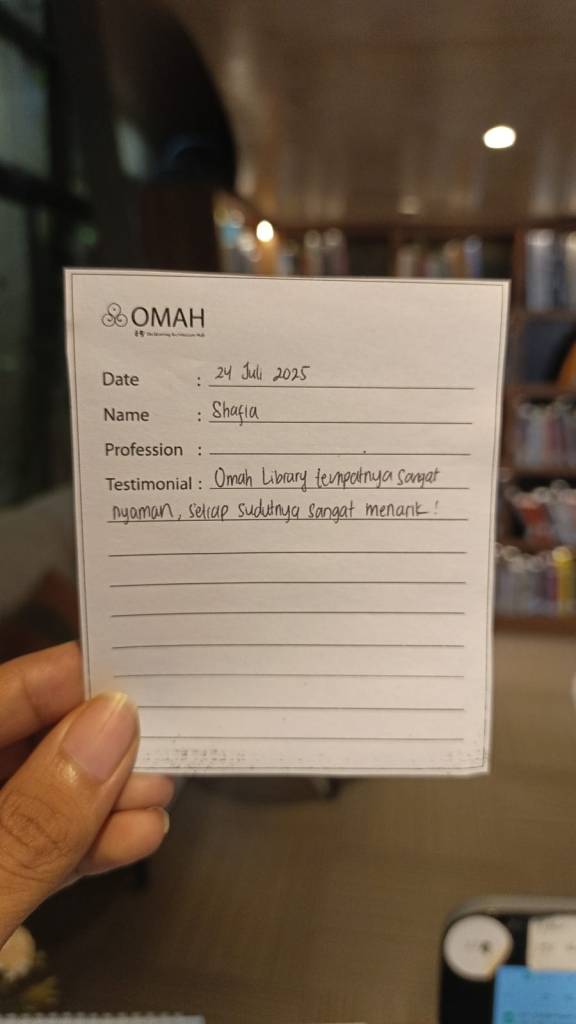 OMAH
Date : 24 Juli 2025
Name : Shafia
Profession :
Testimonial : Omah Library tempatnya sangat
nyaman, setiap sudutnya sangat menarik!